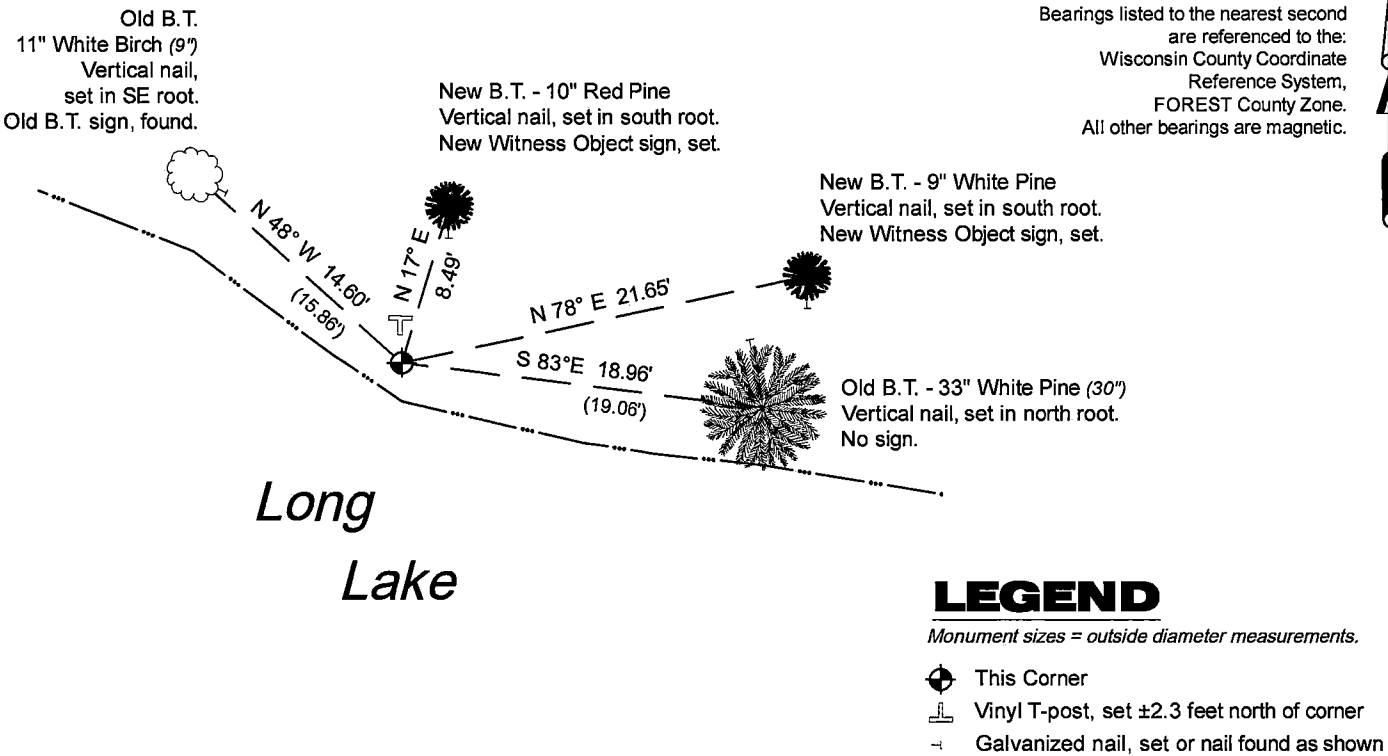 Old B.T.
11" White Birch (9")
Vertical nail,
set in SE root.
Old B.T. sign, found.
New B.T. - 10" Red Pine
Vertical nail, set in south root.
New Witness Object sign, set.
Bearings listed to the nearest second
are referenced to the:
Wisconsin County Coordinate
Reference System,
FOREST County Zone.
All other bearings are magnetic.
New B.T. - 9" White Pine
Vertical nail, set in south root.
New Witness Object sign, set.
N 48° W 14.60'
(15.86')
N 17° E
8.49'
N 78° E 21.65'
S 83°E 18.96'
(19.06')
Old B.T. - 33" White Pine (30")
Vertical nail, set in north root.
No sign.
Long
Lake
LEGEND
Monument sizes = outside diameter measurements.
This Corner
Vinyl T-post, set ±2.3 feet north of corner
Galvanized nail, set or nail found as shown